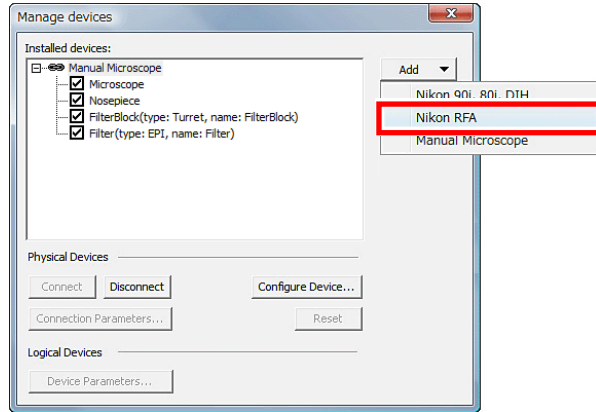 Manage devices
Installed devices:
Manual Microscope
Microscope
Nosepiece
FilterBlock(type: Turret, name: FilterBlock)
Filter(type: EPI, name: Filter)
Add
Nikon 90i, 80i, DIH
Nikon RFA
Manual Microscope
Physical Devices
Connect Disconnect Configure Device...
Connection Parameters... Reset
Logical Devices
Device Parameters...